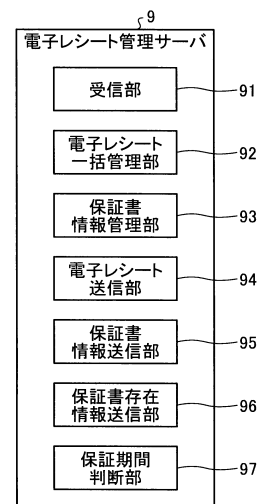 9
電子レシート管理サーバ
受信部
91
電子レシート
一括管理部
92
保証書
情報管理部
93
電子レシート
送信部
94
保証書
情報送信部
95
保証書存在
情報送信部
96
保証期間
判断部
97